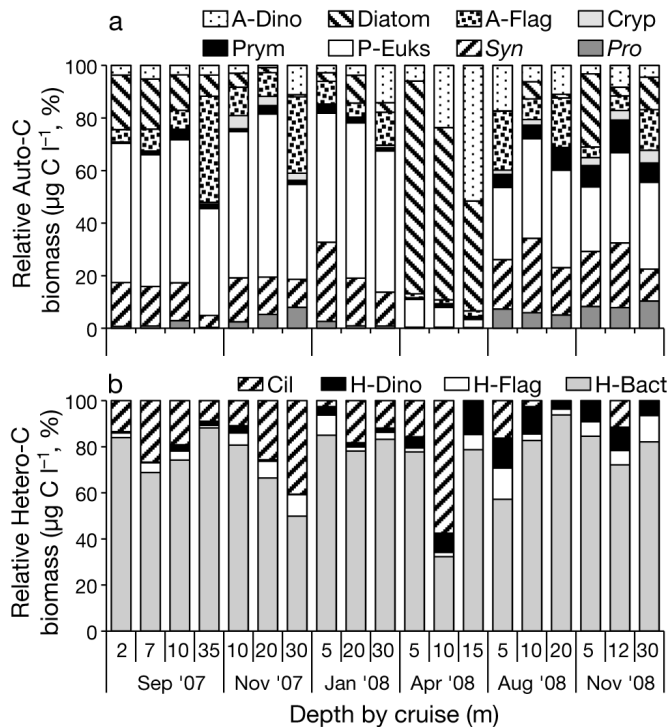 a
A-Dino Diatom A-Flag Cryp
Prym P-Euks Syn Pro
Relative Auto-C
biomass (µg C l⁻¹, %)
100
80
60
40
20
0
b
Cil H-Dino H-Flag H-Bact
Relative Hetero-C
biomass (µg C l⁻¹, %)
100
80
60
40
20
0
2 7 10 35 10 20 30 5 20 30 5 10 15 5 10 20 5 12 30
Sep '07 Nov '07 Jan '08 Apr '08 Aug '08 Nov '08
Depth by cruise (m)